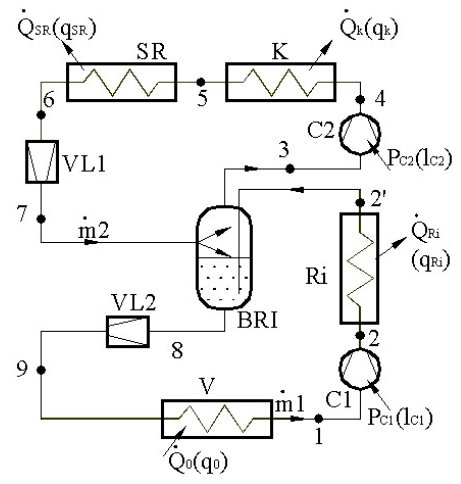 Q̇SR(qSR)
SR
K
Q̇k(qk)
6
5
4
C2
PC2(lC2)
VL1
3
7
ṁ2
2'
Q̇Ri
(qRi)
Ri
BRI
VL2
8
2
9
V
ṁ1
C1
PC1(lC1)
1
Q̇0(q0)